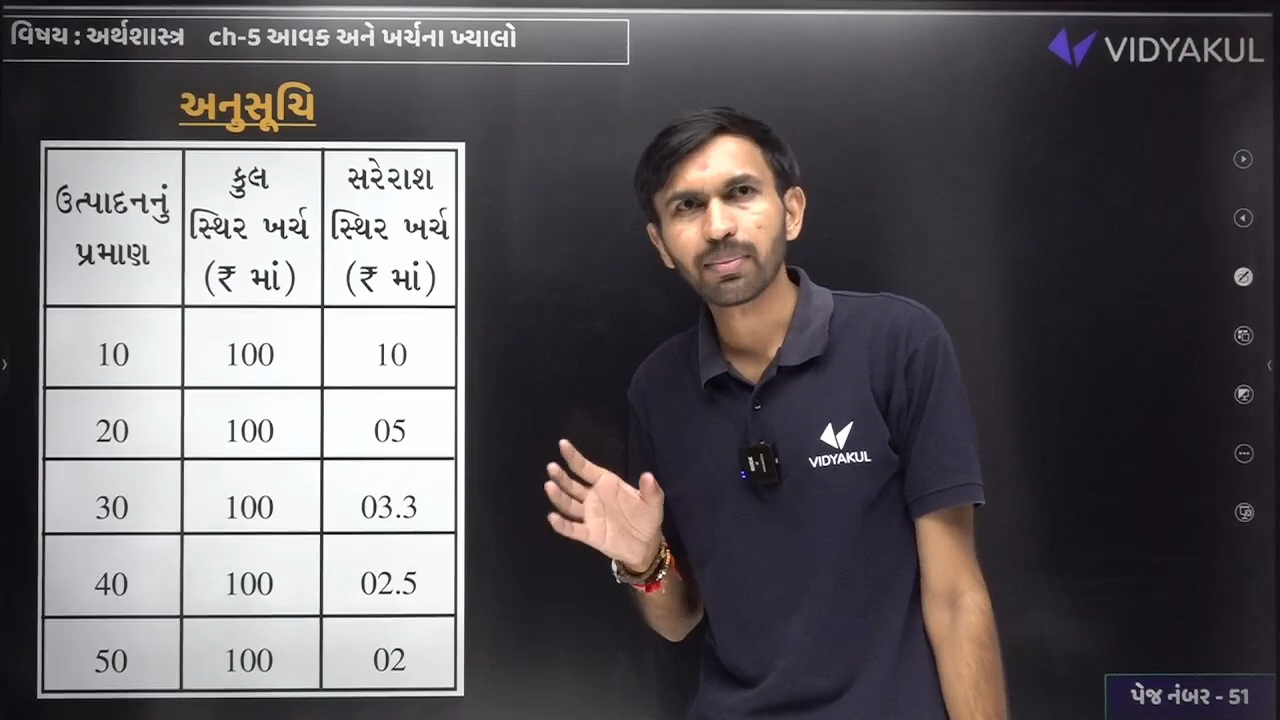 વિષય : અર્થશાસ્ત્ર ch-5 આવક અને ખર્ચના ખ્યાલો
VIDYAKUL
અનુસૂચિ
ઉત્પાદનનું
પ્રમાણ
કુલ
સ્થિર ખર્ચ
(₹ માં)
સરેરાશ
સ્થિર ખર્ચ
(₹ માં)
10 100 10
20 100 05
30 100 03.3
40 100 02.5
50 100 02
VIDYAKUL
પેજ નંબર - 51